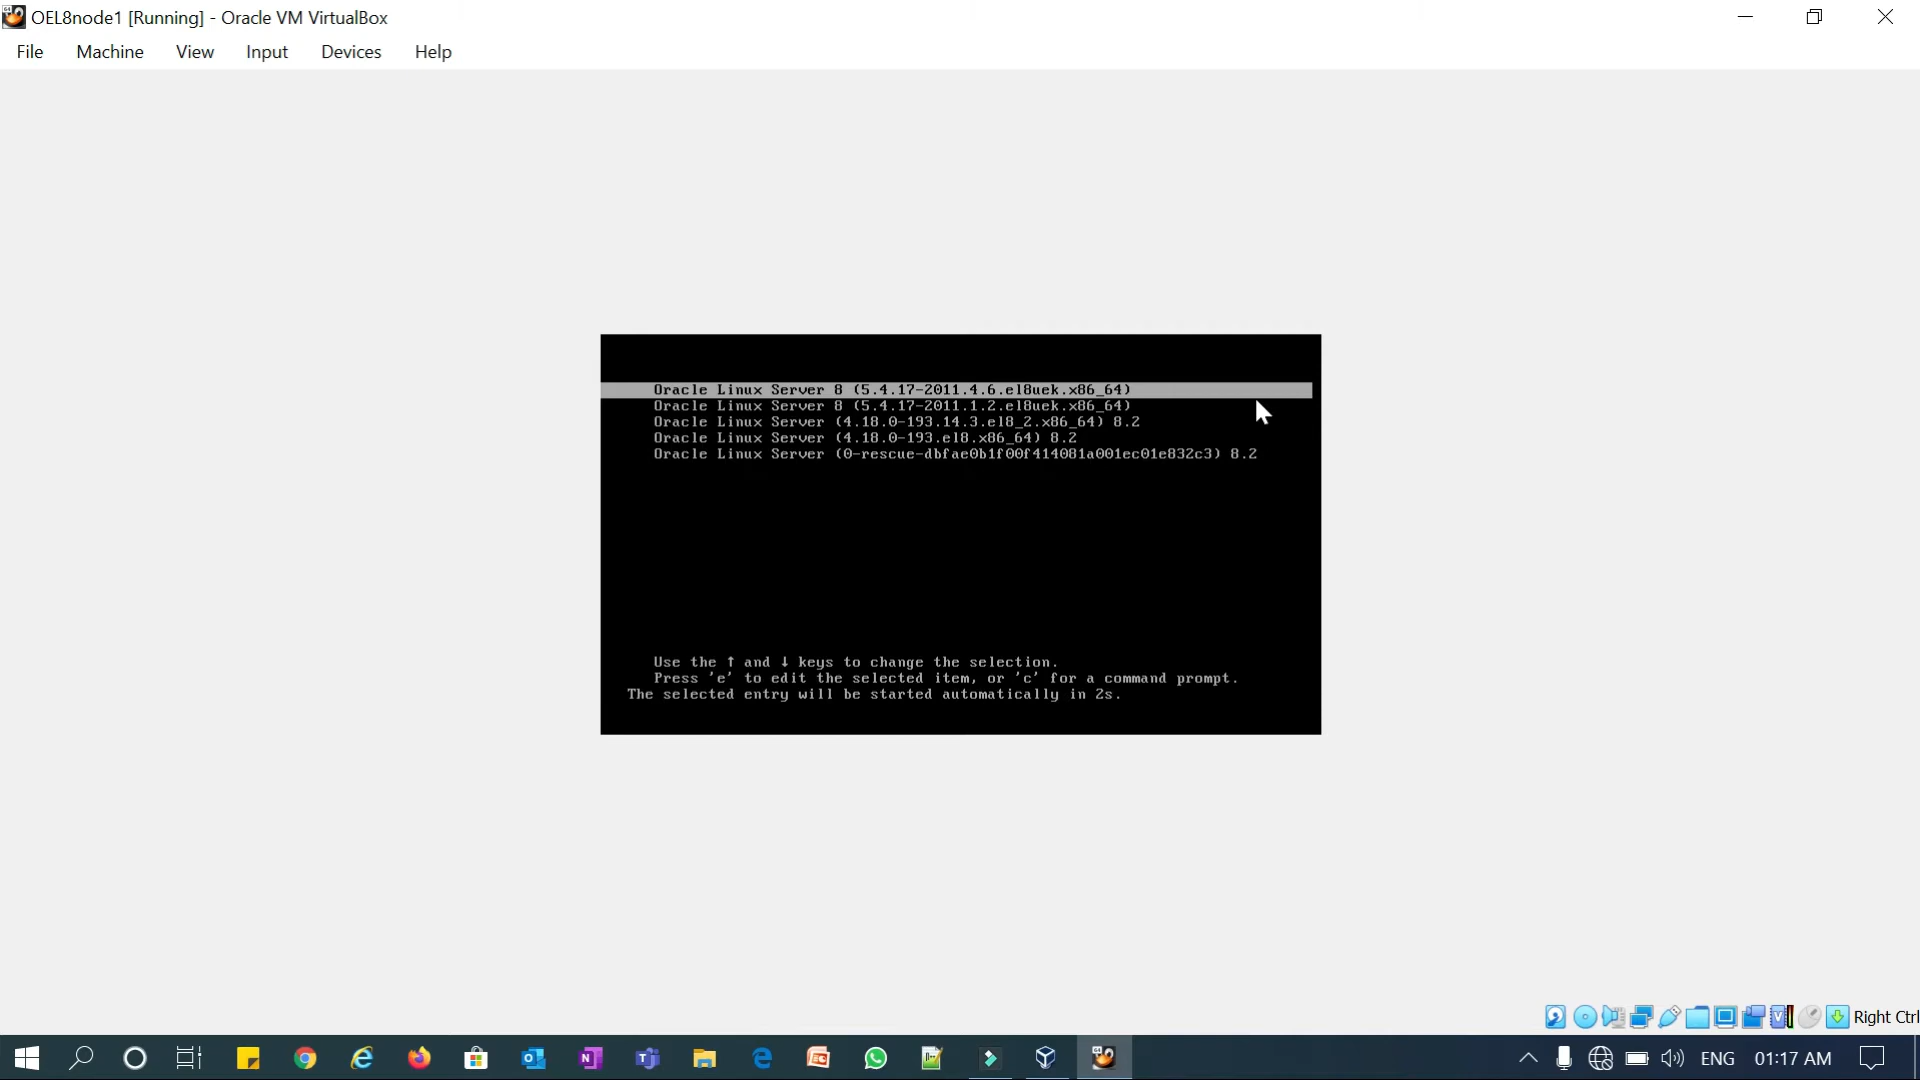 OEL8node1 [Running] - Oracle VM VirtualBox
File Machine View Input Devices Help
Oracle Linux Server 8 (5.4.17-2011.4.6.el8uek.x86_64)
Oracle Linux Server 8 (5.4.17-2011.1.2.el8uek.x86_64)
Oracle Linux Server (4.18.0-193.14.3.el8_2.x86_64) 8.2
Oracle Linux Server (4.18.0-193.el8.x86_64) 8.2
Oracle Linux Server (0-rescue-dbfae0b1f00f414081a001ec01e832c3) 8.2
Use the ↑ and ↓ keys to change the selection.
Press 'e' to edit the selected item, or 'c' for a command prompt.
The selected entry will be started automatically in 2s.
Right Ctrl
ENG 01:17 AM